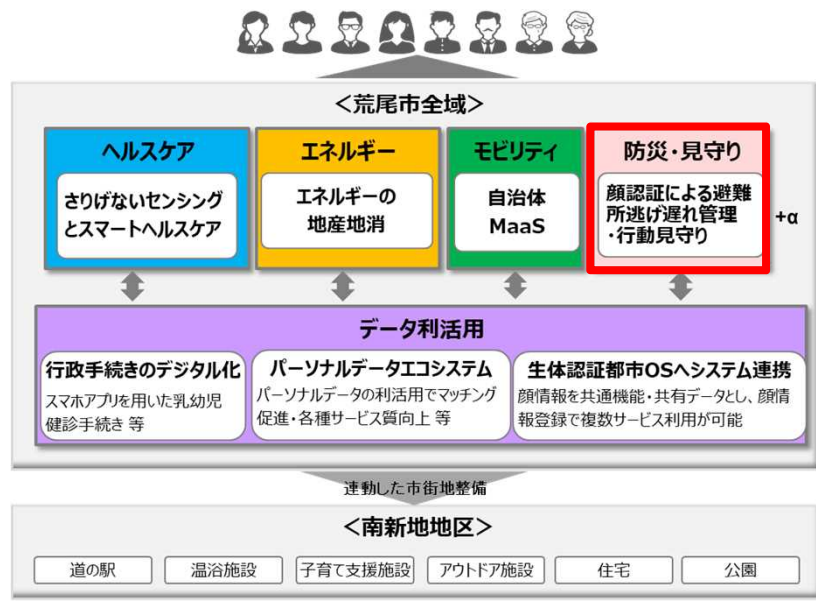 ＜荒尾市全域＞
ヘルスケア
さりげないセンシング
とスマートヘルスケア
エネルギー
エネルギーの
地産地消
モビリティ
自治体
MaaS
防災・見守り
顔認証による避難
所逃げ遅れ管理
・行動見守り
+α
データ利活用
行政手続きのデジタル化
スマホアプリを用いた乳幼児
健診手続き 等
パーソナルデータエコシステム
パーソナルデータの利活用でマッチング
促進・各種サービス質向上 等
生体認証都市OSへシステム連携
顔情報を共通機能・共有データとし、顔情
報登録で複数サービス利用が可能
連動した市街地整備
＜南新地地区＞
道の駅
温浴施設
子育て支援施設
アウトドア施設
住宅
公園